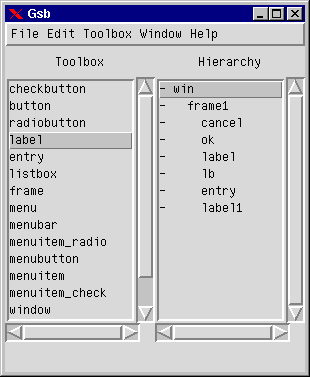 Gsb
File Edit Toolbox Window Help
Toolbox
checkbutton
button
radiobutton
label
entry
listbox
frame
menu
menubar
menuitem_radio
menubutton
menuitem
menuitem_check
window
Hierarchy
- win
- frame1
- cancel
- ok
- label
- lb
- entry
- label1